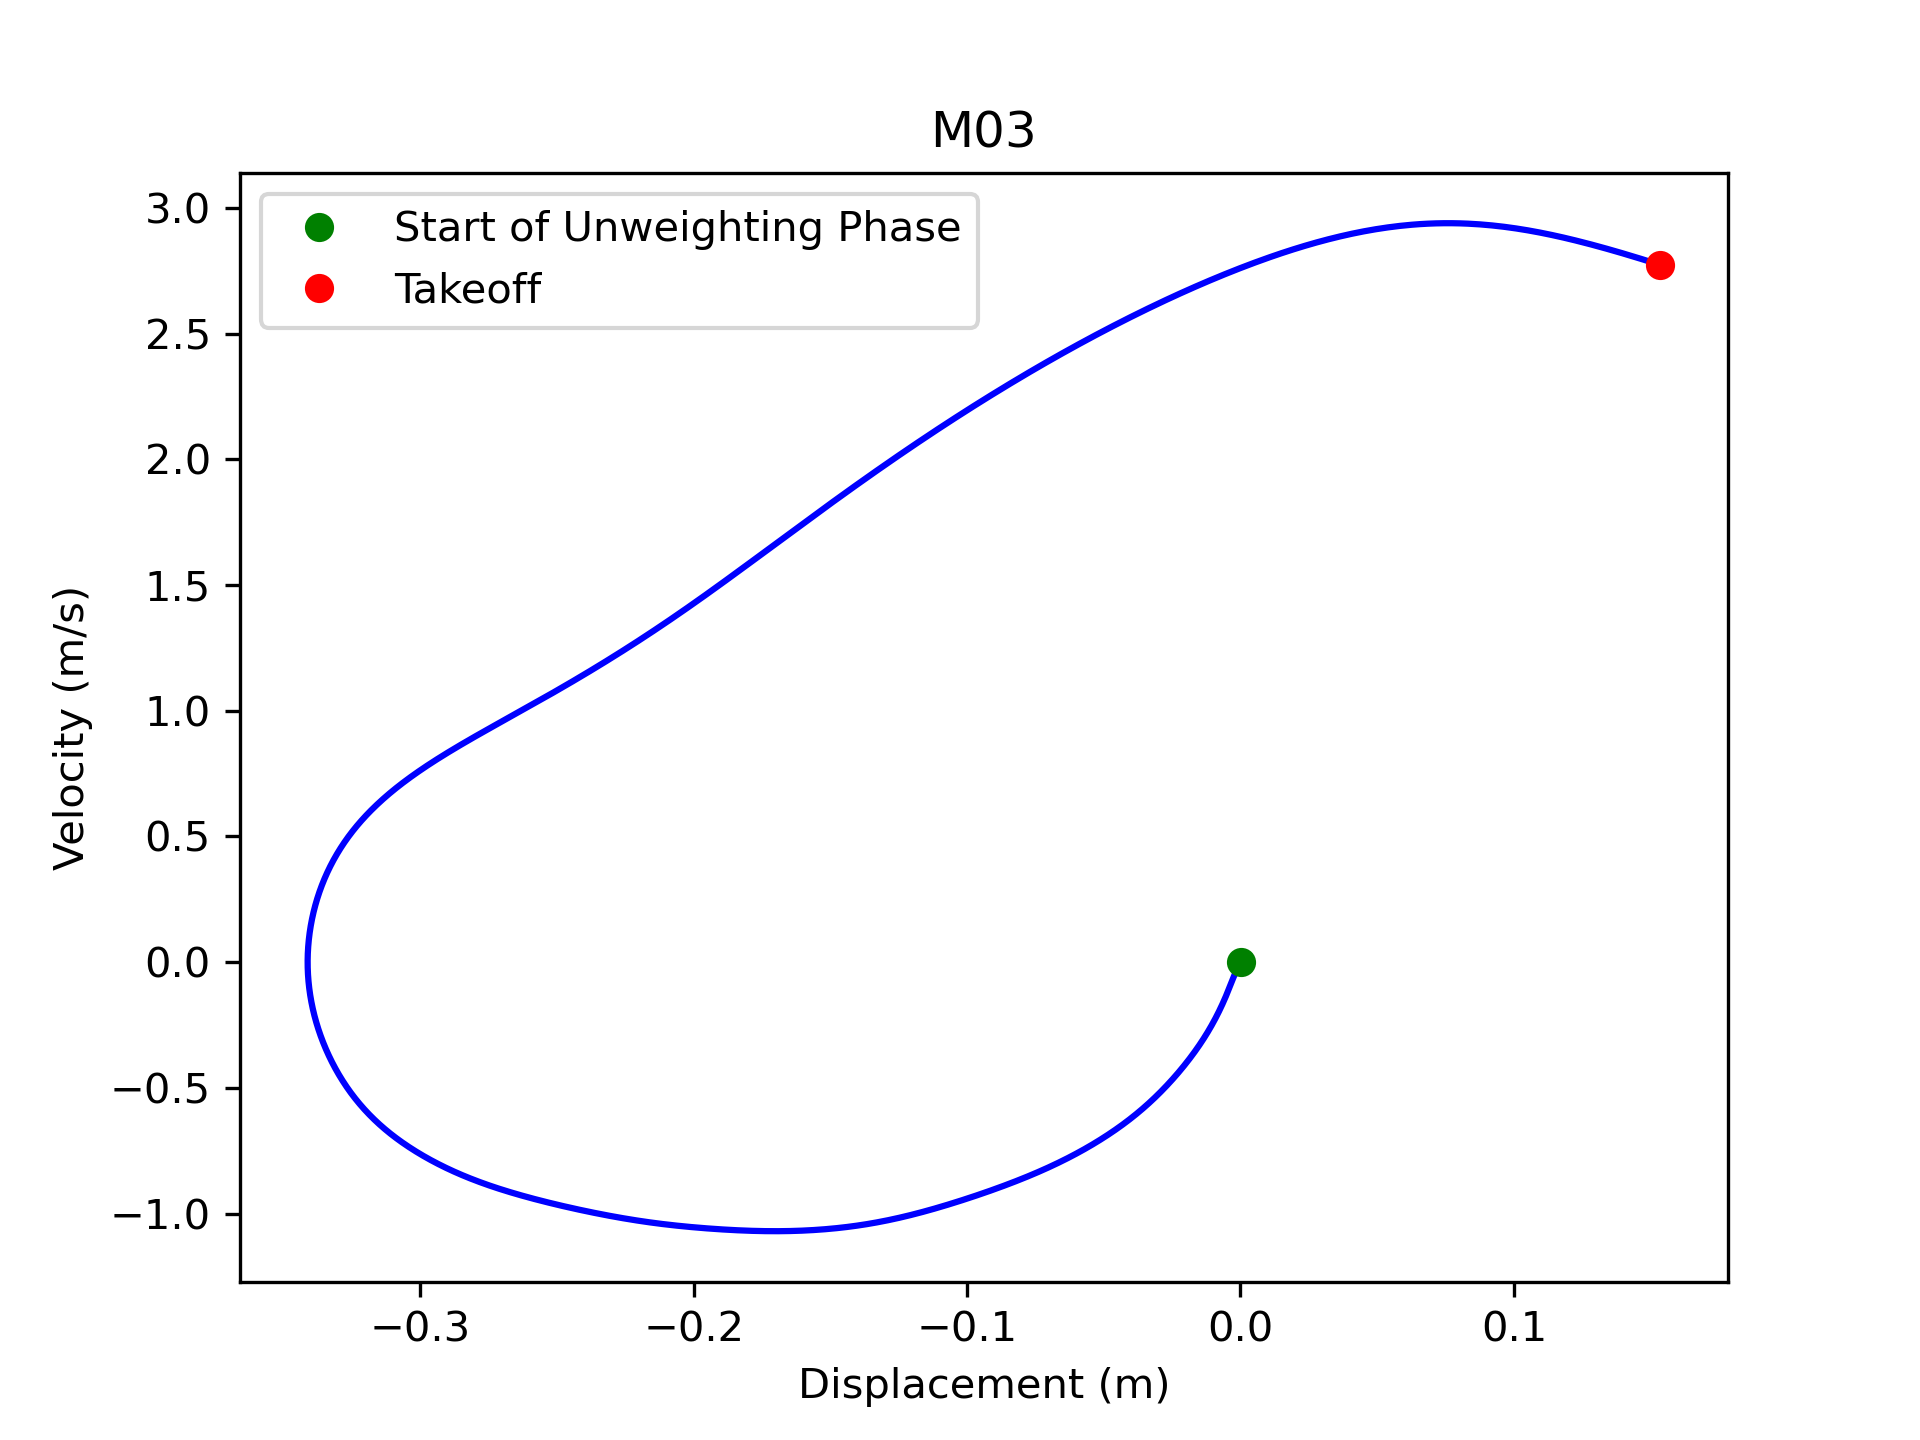 M03
Start of Unweighting Phase
Takeoff
3.0
2.5
2.0
1.5
1.0
0.5
0.0
−0.5
−1.0
Velocity (m/s)
−0.3 −0.2 −0.1 0.0 0.1
Displacement (m)